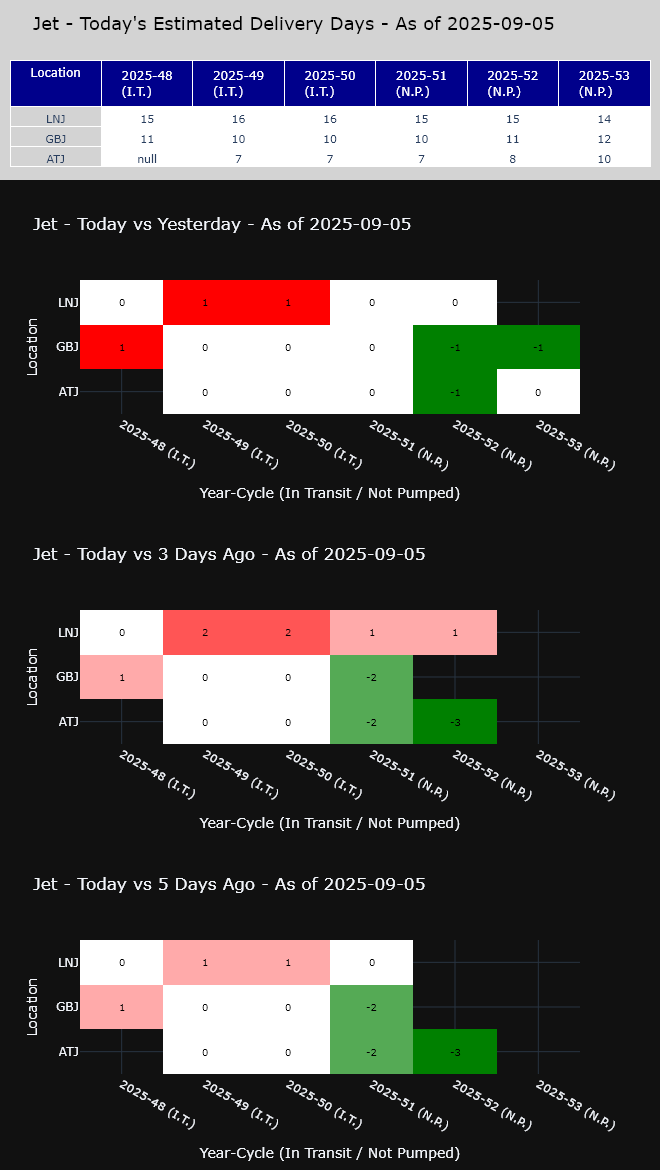 Jet - Today's Estimated Delivery Days - As of 2025-09-05
Location 2025-48 (I.T.) 2025-49 (I.T.) 2025-50 (I.T.) 2025-51 (N.P.) 2025-52 (N.P.) 2025-53 (N.P.)
LNJ 15 16 16 15 15 14
GBJ 11 10 10 10 11 12
ATJ null 7 7 7 8 10
Jet - Today vs Yesterday - As of 2025-09-05
Location
LNJ 0 1 1 0 0
GBJ 1 0 0 0 -1 -1
ATJ 0 0 0 -1 0
2025-48 (I.T.) 2025-49 (I.T.) 2025-50 (I.T.) 2025-51 (N.P.) 2025-52 (N.P.) 2025-53 (N.P.)
Year-Cycle (In Transit / Not Pumped)
Jet - Today vs 3 Days Ago - As of 2025-09-05
Location
LNJ 0 2 2 1 1
GBJ 1 0 0 -2
ATJ 0 0 -2 -3
2025-48 (I.T.) 2025-49 (I.T.) 2025-50 (I.T.) 2025-51 (N.P.) 2025-52 (N.P.) 2025-53 (N.P.)
Year-Cycle (In Transit / Not Pumped)
Jet - Today vs 5 Days Ago - As of 2025-09-05
Location
LNJ 0 1 1 0
GBJ 1 0 0 -2
ATJ 0 0 -2 -3
2025-48 (I.T.) 2025-49 (I.T.) 2025-50 (I.T.) 2025-51 (N.P.) 2025-52 (N.P.) 2025-53 (N.P.)
Year-Cycle (In Transit / Not Pumped)